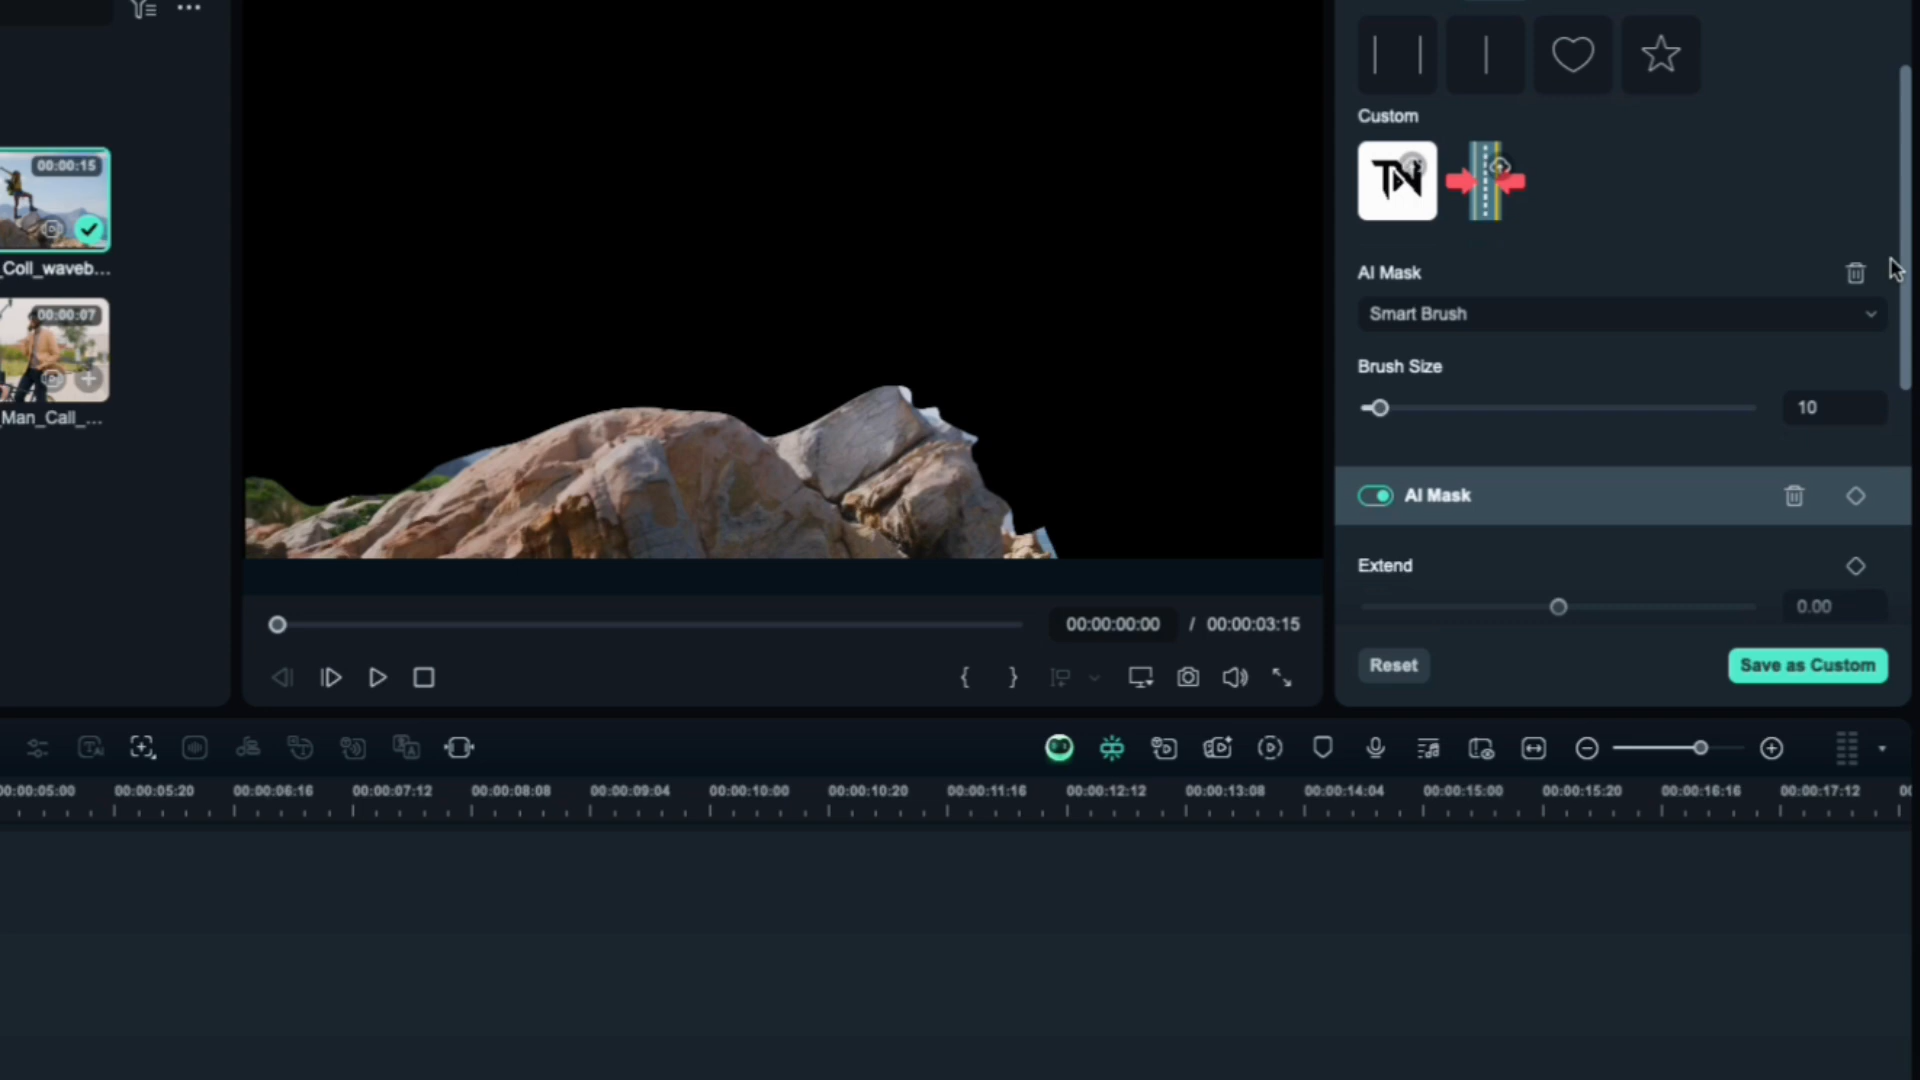 00:00:15
_Coll_waveb...
00:00:07
Man_Call_...
Custom
TN
AI Mask
Smart Brush
Brush Size
10
AI Mask
Extend
0.00
00:00:00:00 / 00:00:03:15
Reset
Save as Custom
00:00:05:00 00:00:05:20 00:00:06:16 00:00:07:12 00:00:08:08 00:00:09:04 00:00:10:00 00:00:10:20 00:00:11:16 00:00:12:12 00:00:13:08 00:00:14:04 00:00:15:00 00:00:15:20 00:00:16:16 00:00:17:12